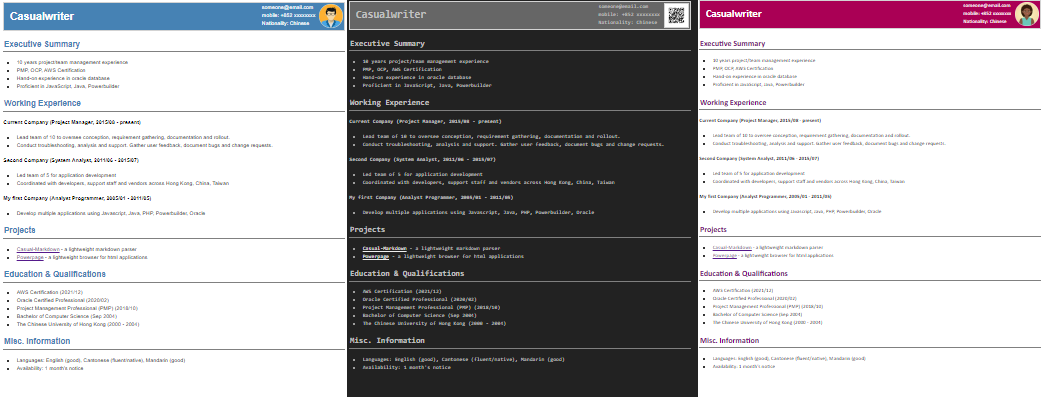 Casualwriter
someone@email.com
mobile: +852 xxxxxxxx
Nationality: Chinese
Executive Summary
10 years project/team management experience
PMP, OCP, AWS Certification
Hand-on experience in oracle database
Proficient in JavaScript, Java, Powerbuilder
Working Experience
Current Company (Project Manager, 2015/08 - present)
Lead team of 10 to oversee conception, requirement gathering, documentation and rollout.
Conduct troubleshooting, analysis and support. Gather user feedback, document bugs and change requests.
Second Company (System Analyst, 2011/06 - 2015/07)
Led team of 5 for application development
Coordinated with developers, support staff and vendors across Hong Kong, China, Taiwan
My first Company (Analyst Programmer, 2005/01 - 2011/05)
Develop multiple applications using Javascript, Java, PHP, Powerbuilder, Oracle
Projects
Casual-Markdown - a lightweight markdown parser
Powerpage - a lightweight browser for html applications
Education & Qualifications
AWS Certification (2021/12)
Oracle Certified Professional (2020/02)
Project Management Professional (PMP) (2018/10)
Bachelor of Computer Science (Sep 2004)
The Chinese University of Hong Kong (2000 - 2004)
Misc. Information
Languages: English (good), Cantonese (fluent/native), Mandarin (good)
Availability: 1 month's notice
Casualwriter
someone@email.com
mobile: +852 xxxxxxxx
Nationality: Chinese
Executive Summary
10 years project/team management experience
PMP, OCP, AWS Certification
Hand-on experience in oracle database
Proficient in JavaScript, Java, Powerbuilder
Working Experience
Current Company (Project Manager, 2015/08 - present)
Lead team of 10 to oversee conception, requirement gathering, documentation and rollout.
Conduct troubleshooting, analysis and support. Gather user feedback, document bugs and change requests.
Second Company (System Analyst, 2011/06 - 2015/07)
Led team of 5 for application development
Coordinated with developers, support staff and vendors across Hong Kong, China, Taiwan
My first Company (Analyst Programmer, 2005/01 - 2011/05)
Develop multiple applications using Javascript, Java, PHP, Powerbuilder, Oracle
Projects
Casual-Markdown - a lightweight markdown parser
Powerpage - a lightweight browser for html applications
Education & Qualifications
AWS Certification (2021/12)
Oracle Certified Professional (2020/02)
Project Management Professional (PMP) (2018/10)
Bachelor of Computer Science (Sep 2004)
The Chinese University of Hong Kong (2000 - 2004)
Misc. Information
Languages: English (good), Cantonese (fluent/native), Mandarin (good)
Availability: 1 month's notice
Casualwriter
someone@email.com
mobile: +852 xxxxxxxx
Nationality: Chinese
Executive Summary
10 years project/team management experience
PMP, OCP, AWS Certification
Hand-on experience in oracle database
Proficient in JavaScript, Java, Powerbuilder
Working Experience
Current Company (Project Manager, 2015/08 - present)
Lead team of 10 to oversee conception, requirement gathering, documentation and rollout.
Conduct troubleshooting, analysis and support. Gather user feedback, document bugs and change requests.
Second Company (System Analyst, 2011/06 - 2015/07)
Led team of 5 for application development
Coordinated with developers, support staff and vendors across Hong Kong, China, Taiwan
My first Company (Analyst Programmer, 2005/01 - 2011/05)
Develop multiple applications using Javascript, Java, PHP, Powerbuilder, Oracle
Projects
Casual-Markdown - a lightweight markdown parser
Powerpage - a lightweight browser for html applications
Education & Qualifications
AWS Certification (2021/12)
Oracle Certified Professional (2020/02)
Project Management Professional (PMP) (2018/10)
Bachelor of Computer Science (Sep 2004)
The Chinese University of Hong Kong (2000 - 2004)
Misc. Information
Languages: English (good), Cantonese (fluent/native), Mandarin (good)
Availability: 1 month's notice